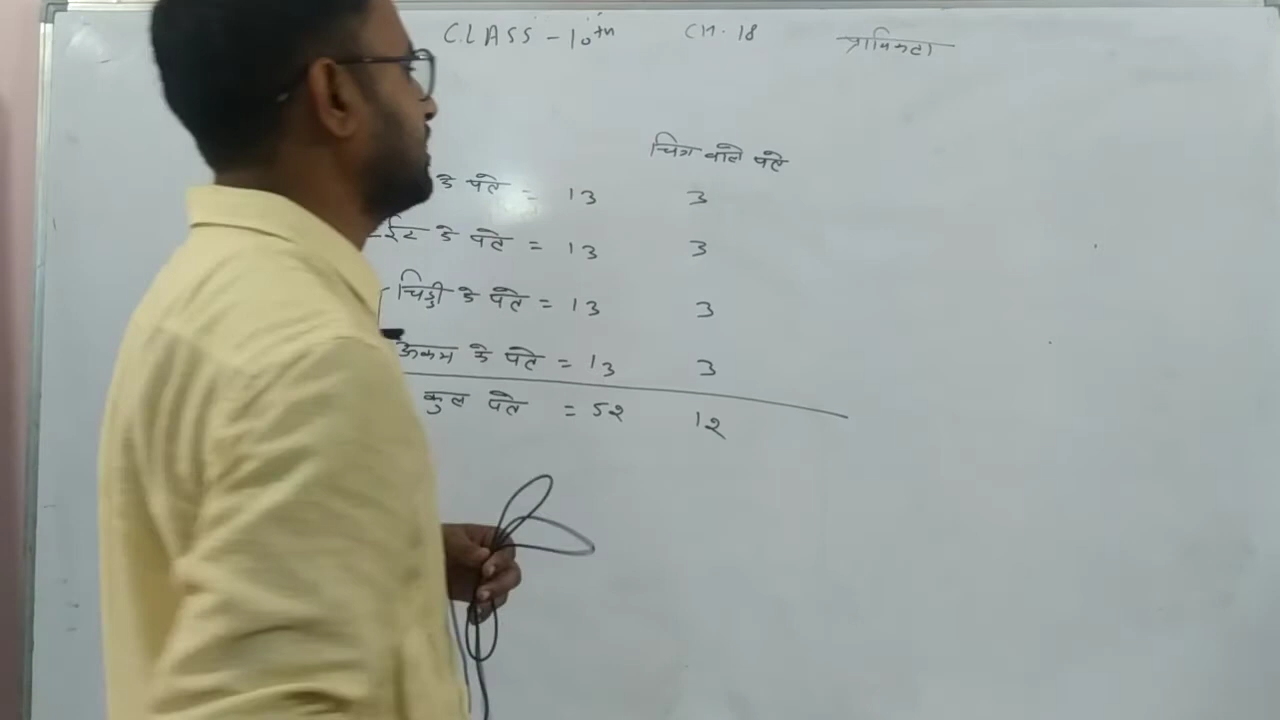 CLASS - 10th CH. 18 प्रायिकता
चित्र वाले पत्ते
के पत्ते = 13 3
ईंट के पत्ते = 13 3
चिड़ी के पत्ते = 13 3
हुकम के पत्ते = 13 3
कुल पत्ते = 52 12